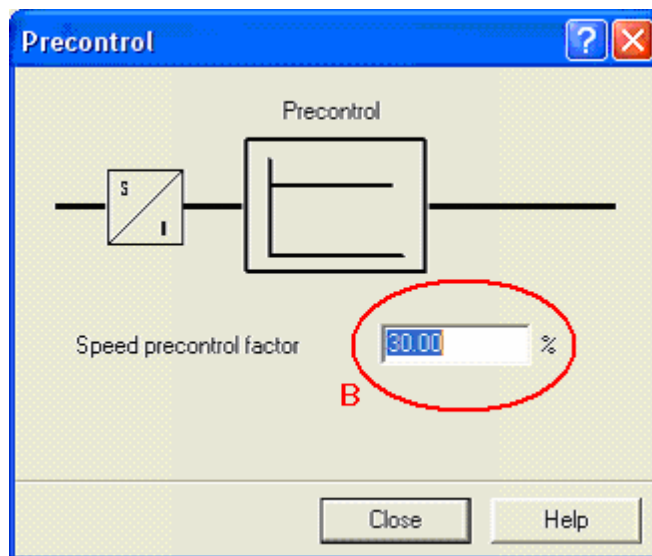 Precontrol
Precontrol
S
I
Speed precontrol factor 30.00 %
B
Close Help